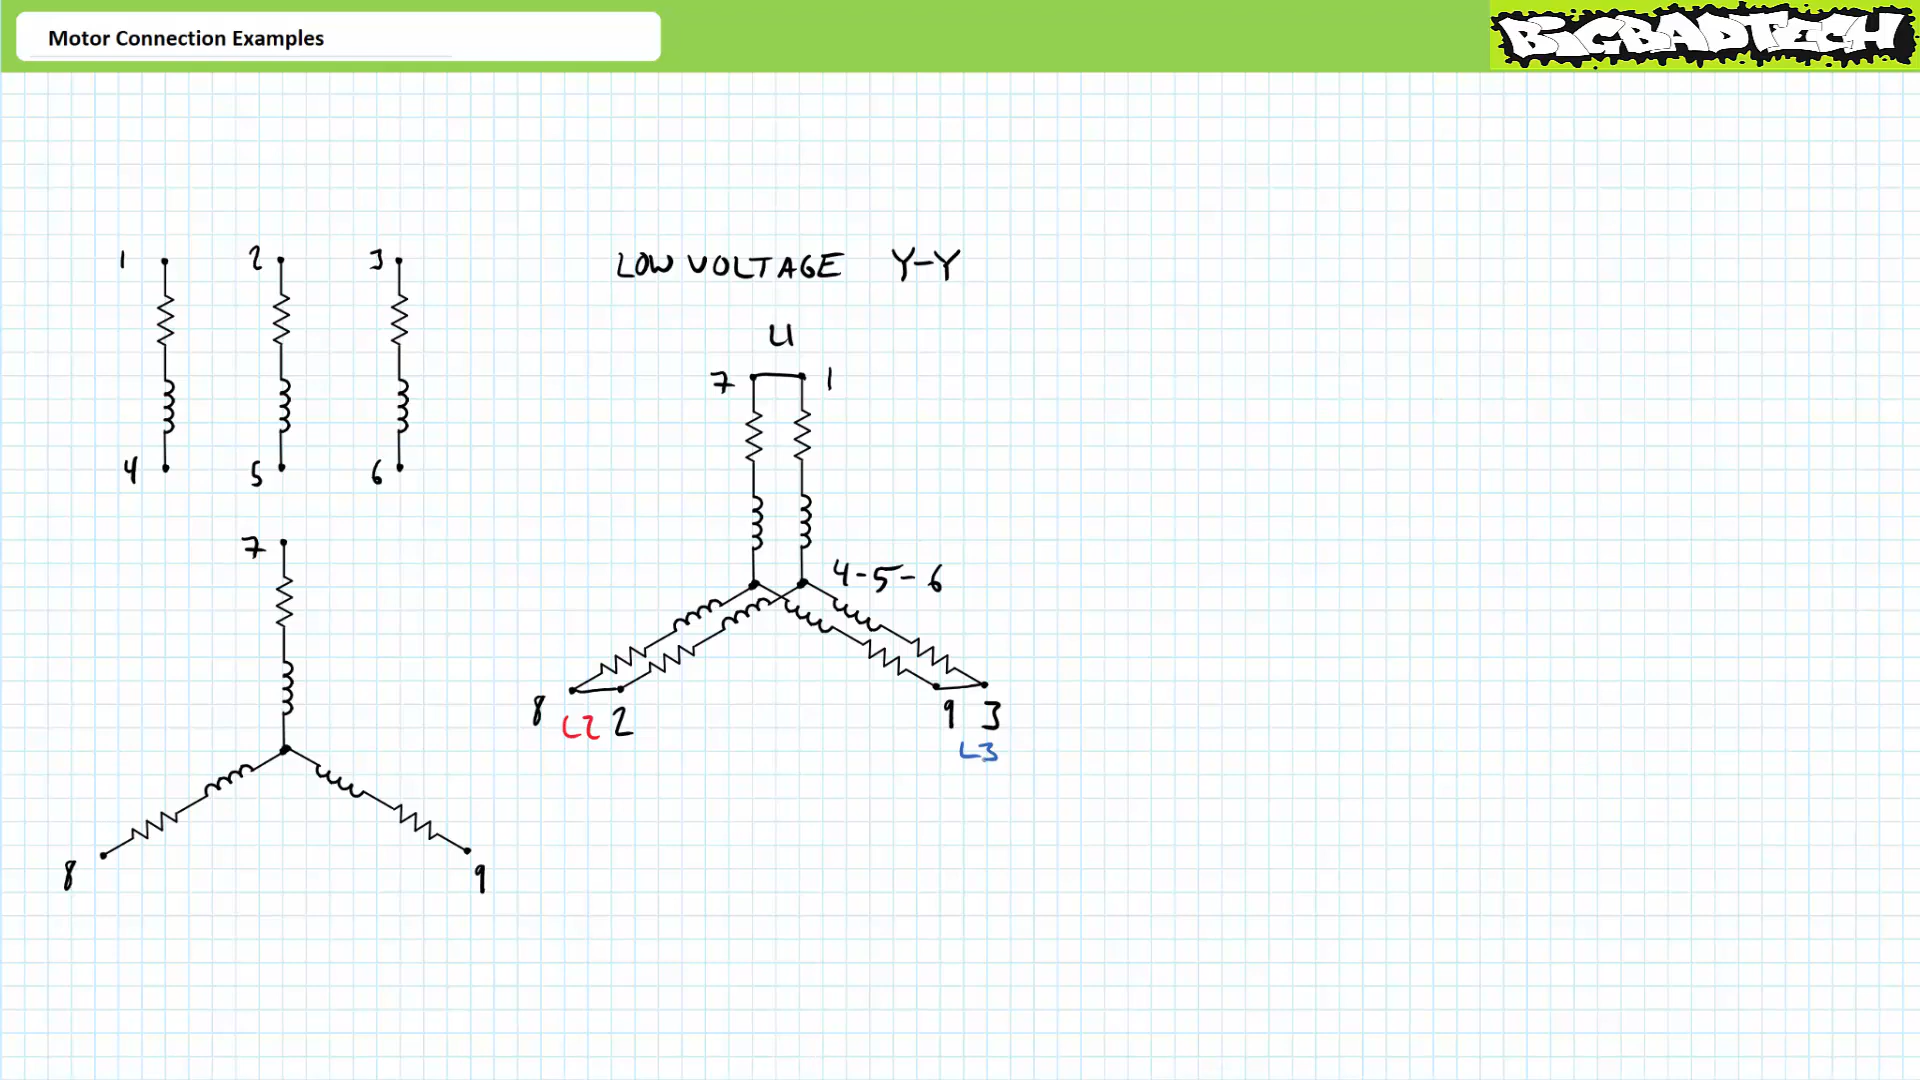 Motor Connection Examples
BIGBADTECH
1 2 3
4 5 6
7
8 9
LOW VOLTAGE Y-Y
L1
7 1
4-5-6
8 L2 2
9 3
L3